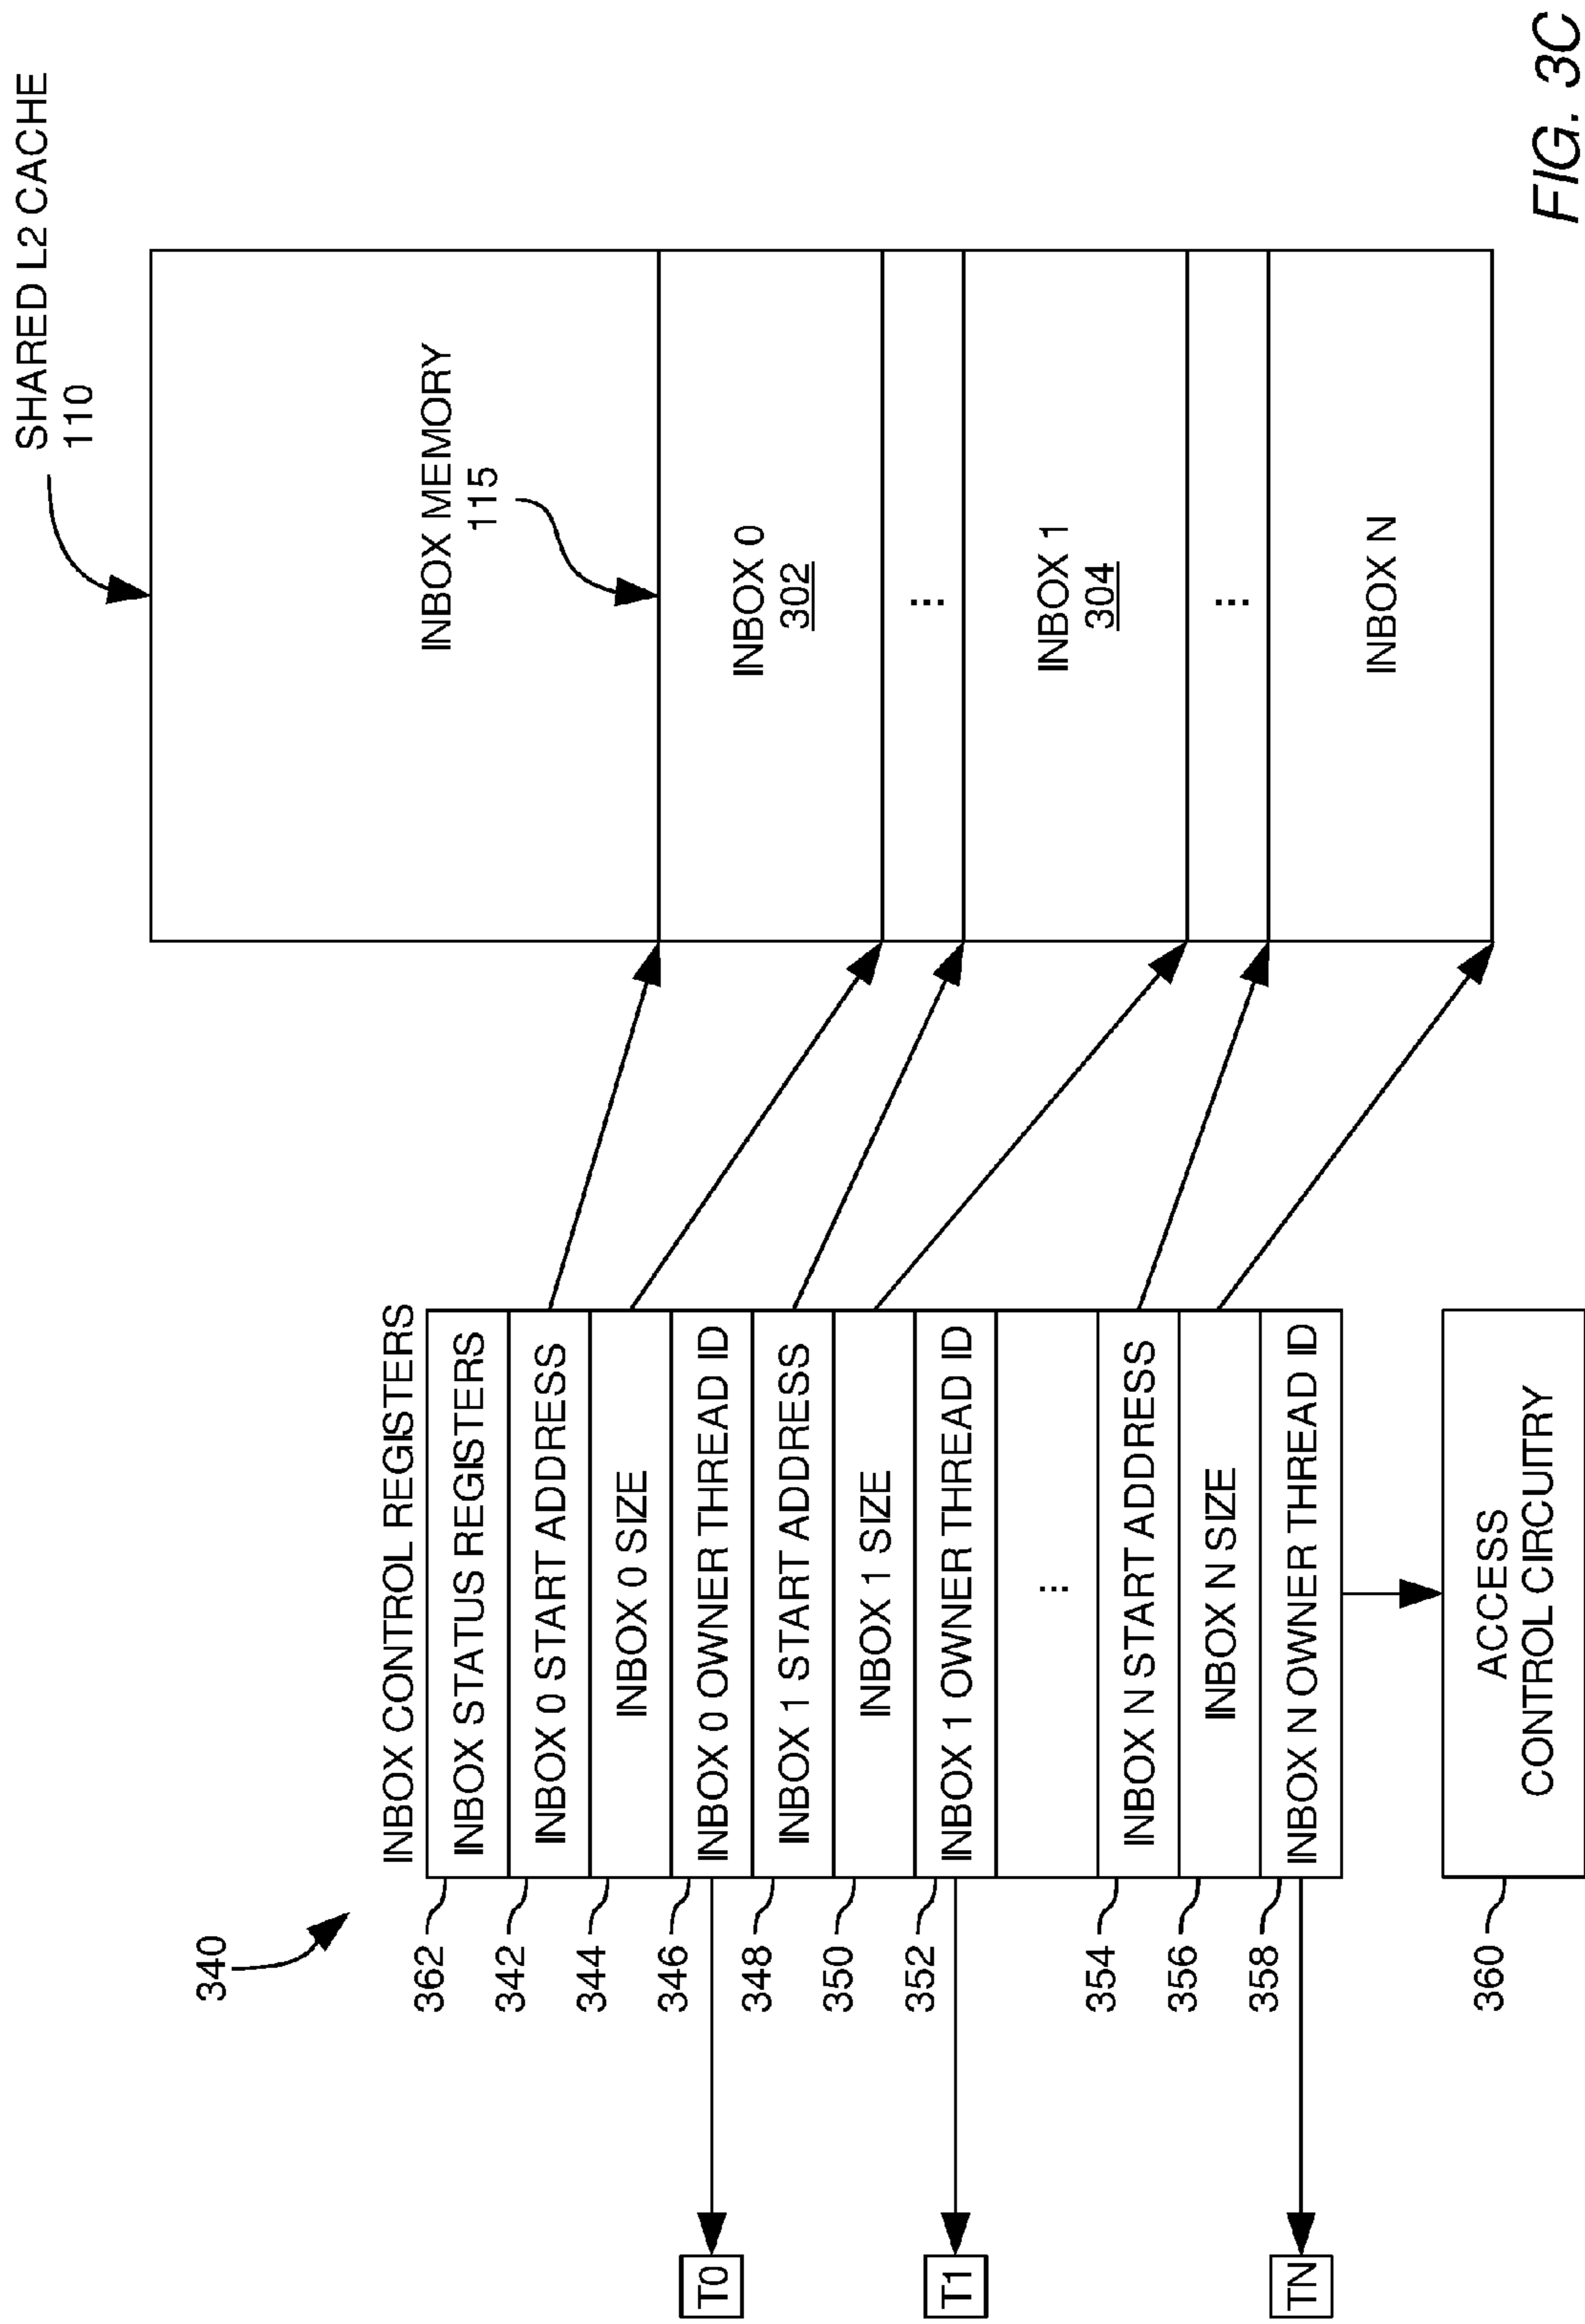 SHARED L2 CACHE
110
340
INBOX CONTROL REGISTERS
362
INBOX STATUS REGISTERS
342
INBOX 0 START ADDRESS
344
INBOX 0 SIZE
346
INBOX 0 OWNER THREAD ID
348
INBOX 1 START ADDRESS
350
INBOX 1 SIZE
352
INBOX 1 OWNER THREAD ID
...
354
INBOX N START ADDRESS
356
INBOX N SIZE
358
INBOX N OWNER THREAD ID
T0
T1
TN
360
ACCESS
CONTROL CIRCUITRY
INBOX MEMORY
115
INBOX 0
302
...
INBOX 1
304
...
INBOX N
FIG. 3C